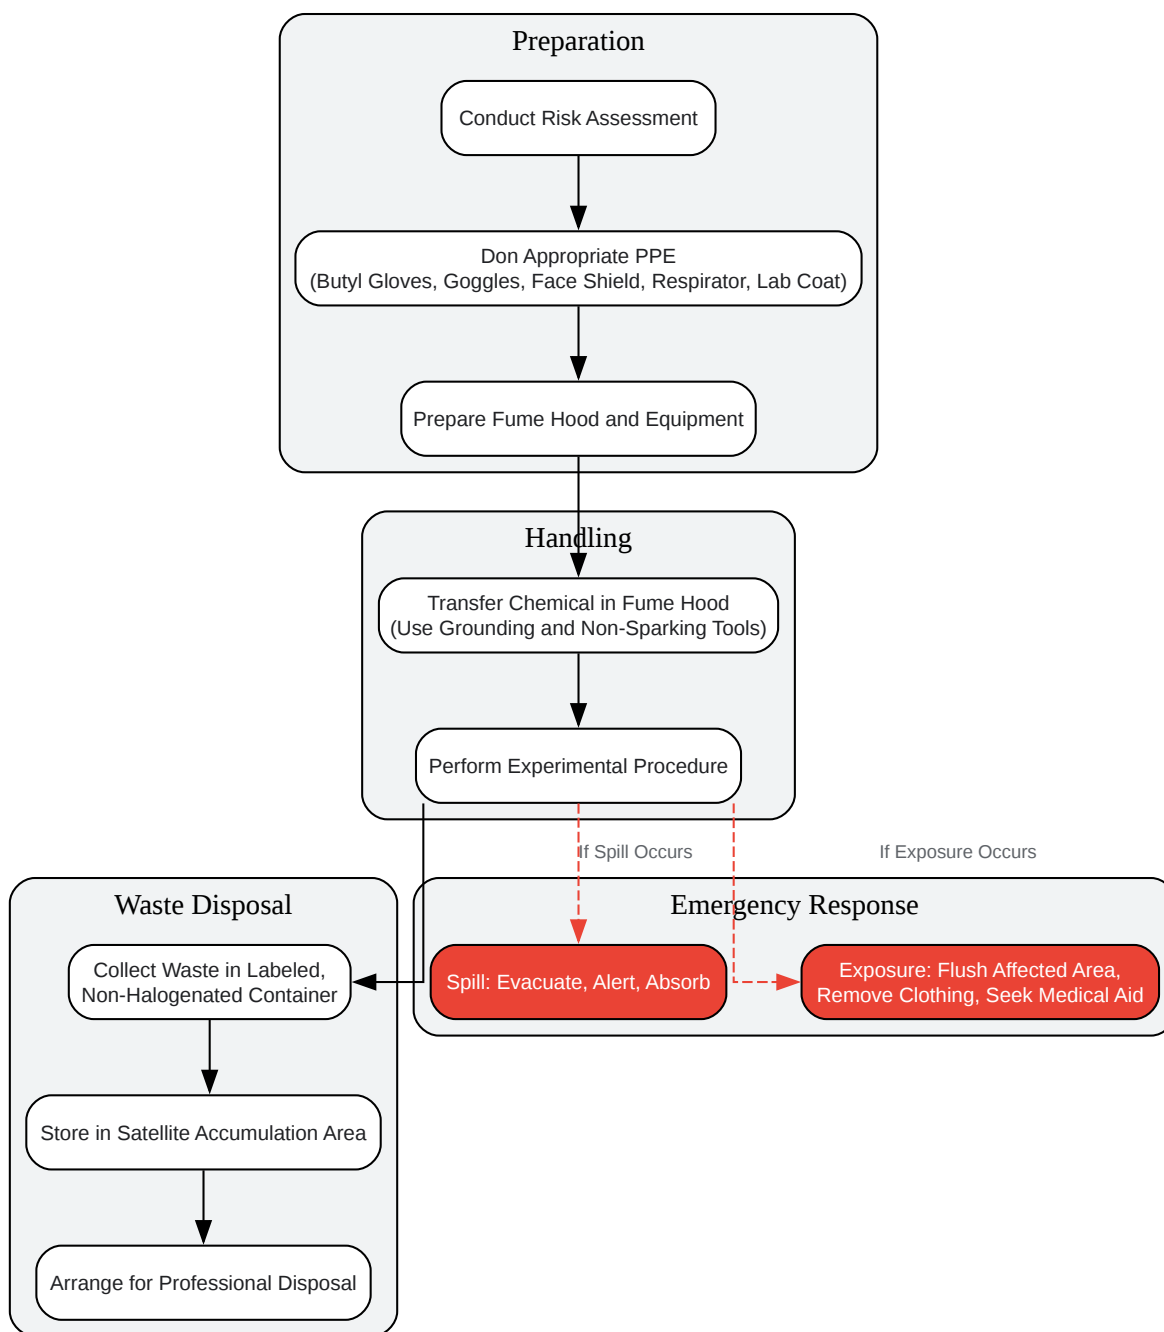 Preparation
Conduct Risk Assessment
Don Appropriate PPE
(Butyl Gloves, Goggles, Face Shield, Respirator, Lab Coat)
Prepare Fume Hood and Equipment
Handling
Transfer Chemical in Fume Hood
(Use Grounding and Non-Sparking Tools)
Perform Experimental Procedure
If Spill Occurs
If Exposure Occurs
Waste Disposal
Collect Waste in Labeled,
Non-Halogenated Container
Store in Satellite Accumulation Area
Arrange for Professional Disposal
Emergency Response
Spill: Evacuate, Alert, Absorb
Exposure: Flush Affected Area,
Remove Clothing, Seek Medical Aid